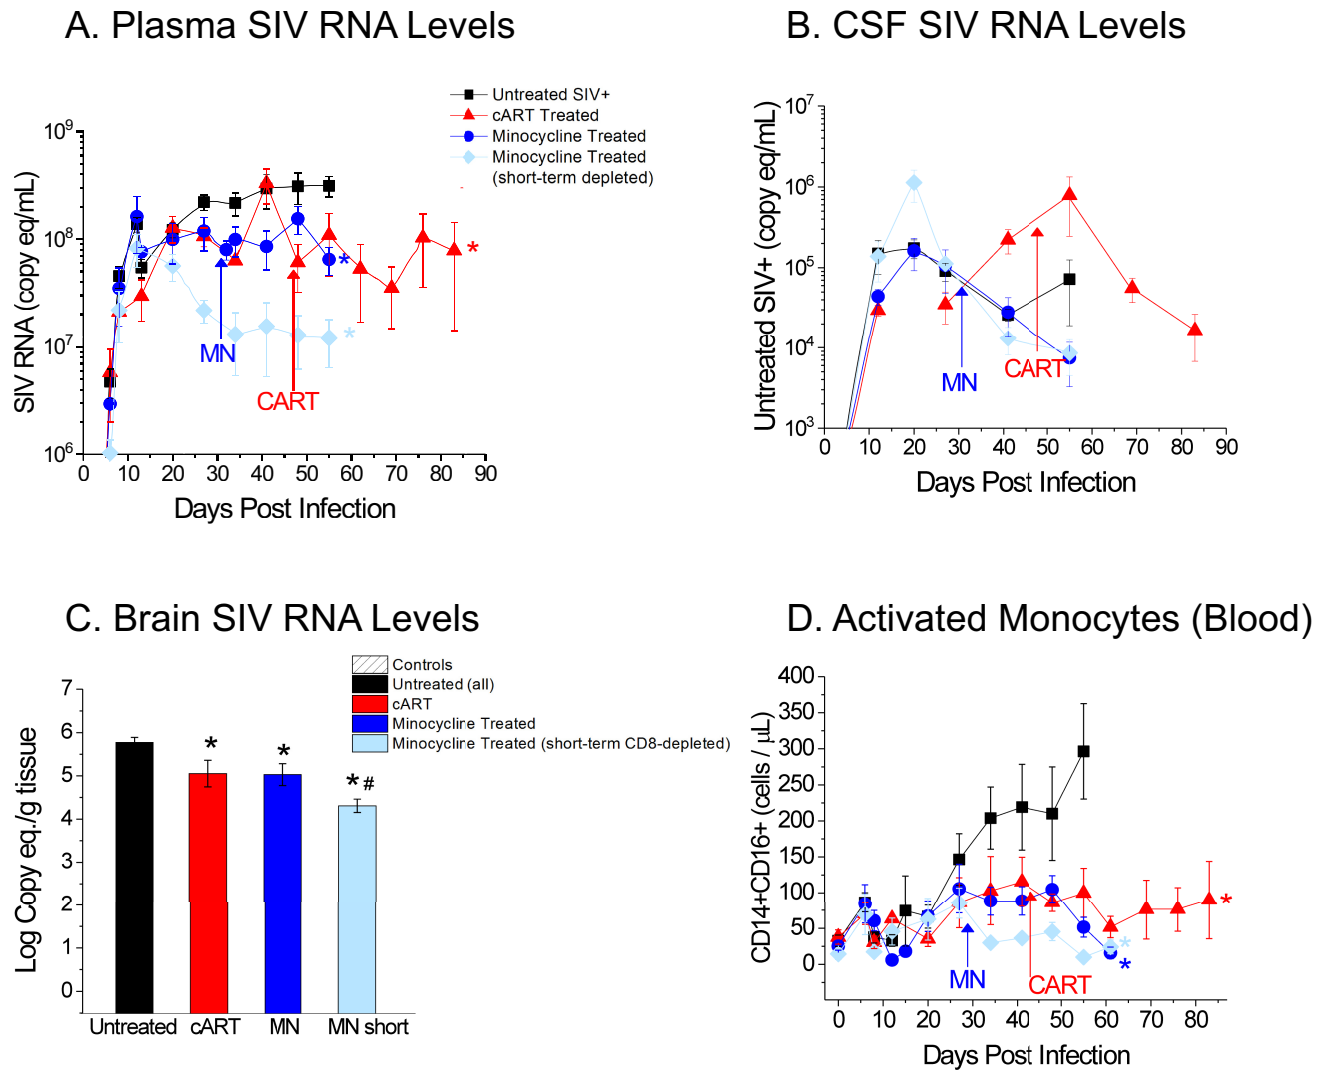 A. Plasma SIV RNA Levels
Untreated SIV+
cART Treated
Minocycline Treated
Minocycline Treated
(short-term depleted)
SIV RNA (copy eq/mL)
10^9
10^8
10^7
10^6
*
*
*
MN
CART
0 10 20 30 40 50 60 70 80 90
Days Post Infection
B. CSF SIV RNA Levels
Untreated SIV+ (copy eq/mL)
10^7
10^6
10^5
10^4
10^3
MN
CART
0 10 20 30 40 50 60 70 80 90
Days Post Infection
C. Brain SIV RNA Levels
Controls
Untreated (all)
cART
Minocycline Treated
Minocycline Treated (short-term CD8-depleted)
Log Copy eq./g tissue
7
6
5
4
3
2
1
0
*
*
* #
Untreated cART MN MN short
D. Activated Monocytes (Blood)
CD14+CD16+ (cells / μL)
400
350
300
250
200
150
100
50
0
*
*
*
MN
CART
0 10 20 30 40 50 60 70 80
Days Post Infection